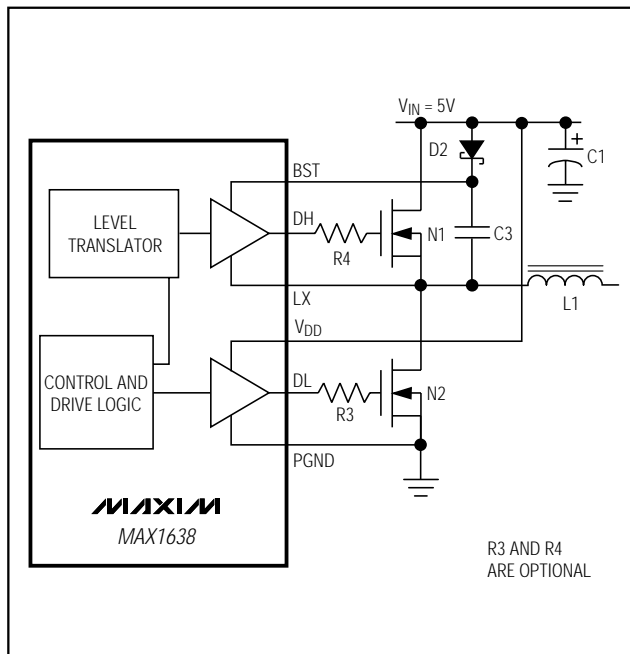 V_IN = 5V
D2
+
C1
BST
LEVEL
TRANSLATOR
DH
R4
N1
C3
LX
L1
V_DD
CONTROL AND
DRIVE LOGIC
DL
R3
N2
PGND
MAXIM
MAX1638
R3 AND R4
ARE OPTIONAL